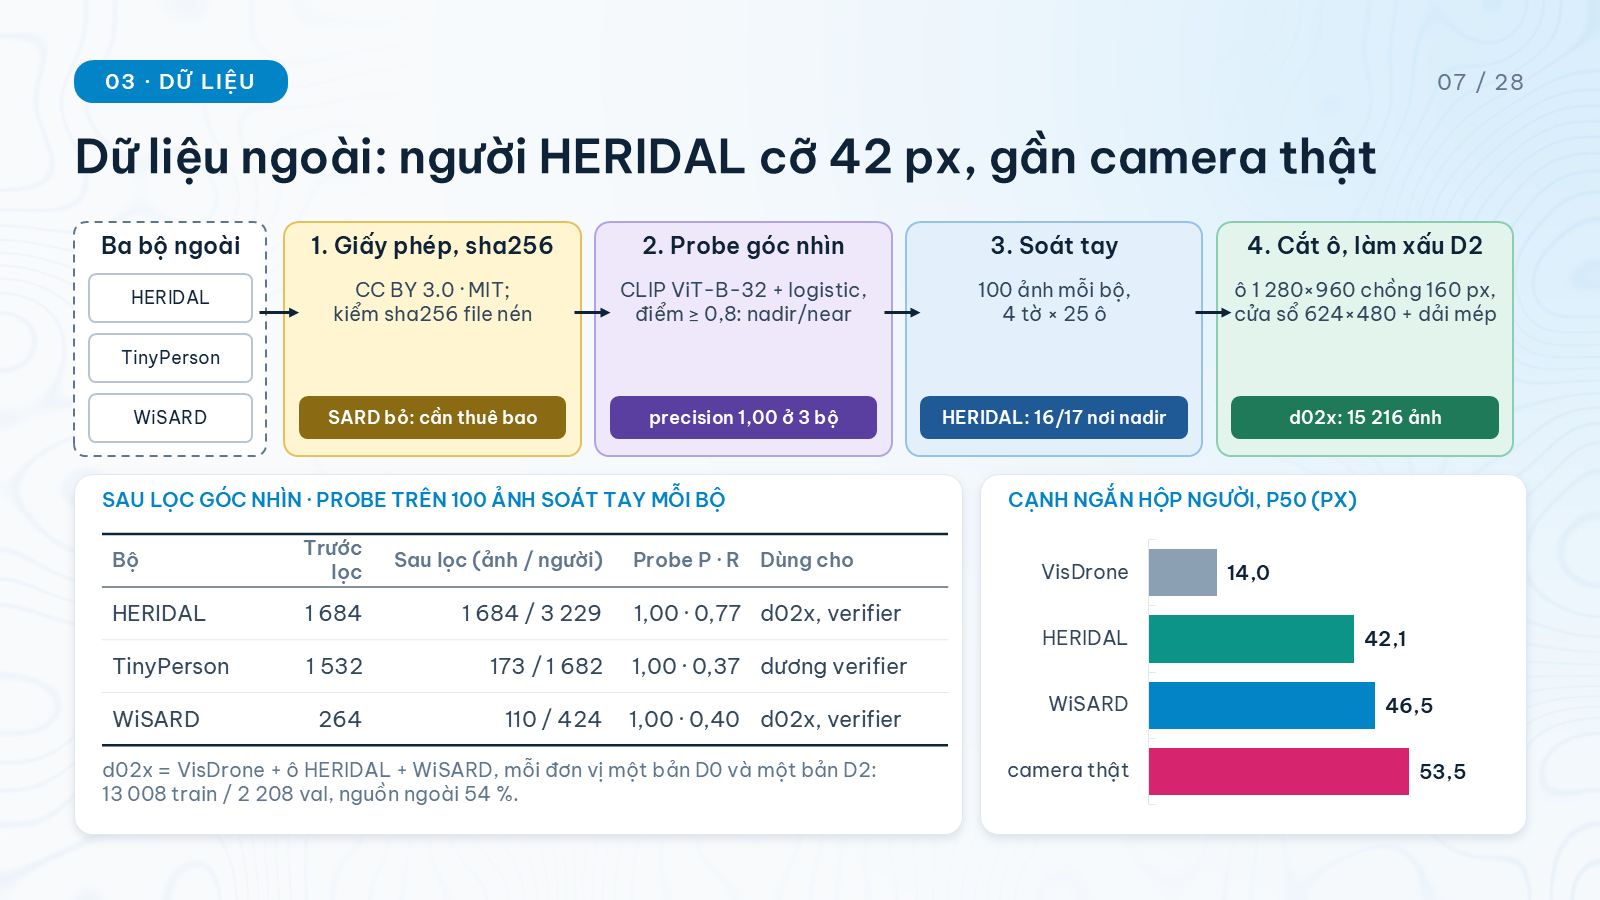 03 · DỮ LIỆU
07 / 28
Dữ liệu ngoài: người HERIDAL cỡ 42 px, gần camera thật
Ba bộ ngoài
HERIDAL
TinyPerson
WiSARD
1. Giấy phép, sha256
CC BY 3.0 · MIT;
kiểm sha256 file nén
SARD bỏ: cần thuê bao
2. Probe góc nhìn
CLIP ViT-B-32 + logistic,
điểm ≥ 0,8: nadir/near
precision 1,00 ở 3 bộ
3. Soát tay
100 ảnh mỗi bộ,
4 tờ × 25 ô
HERIDAL: 16/17 nơi nadir
4. Cắt ô, làm xấu D2
ô 1 280×960 chồng 160 px,
cửa sổ 624×480 + dải mép
d02x: 15 216 ảnh
SAU LỌC GÓC NHÌN · PROBE TRÊN 100 ẢNH SOÁT TAY MỖI BỘ
Bộ Trước lọc Sau lọc (ảnh / người) Probe P · R Dùng cho
HERIDAL 1 684 1 684 / 3 229 1,00 · 0,77 d02x, verifier
TinyPerson 1 532 173 / 1 682 1,00 · 0,37 dương verifier
WiSARD 264 110 / 424 1,00 · 0,40 d02x, verifier
d02x = VisDrone + ô HERIDAL + WiSARD, mỗi đơn vị một bản D0 và một bản D2:
13 008 train / 2 208 val, nguồn ngoài 54 %.
CẠNH NGẮN HỘP NGƯỜI, P50 (PX)
VisDrone 14,0
HERIDAL 42,1
WiSARD 46,5
camera thật 53,5